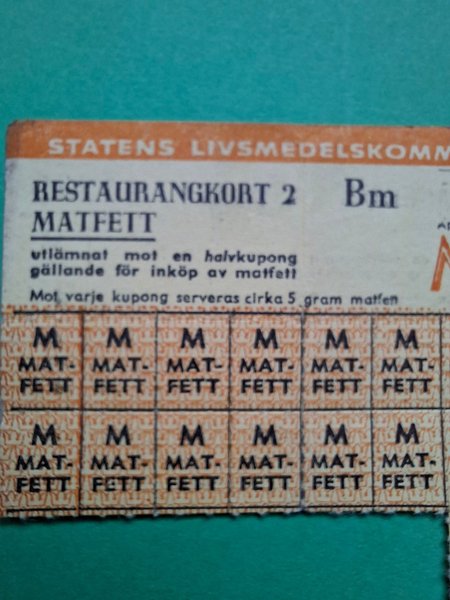 STATENS LIVSMEDELSKOMM
RESTAURANGKORT 2 Bm
MATFETT
utlämnat mot en halvkupong
gällande för inköp av matfett
Mot varje kupong serveras cirka 5 gram matfett
M M M M M M
MAT- MAT- MAT- MAT- MAT- MAT-
FETT FETT FETT FETT FETT FETT
M M M M M M
MAT- MAT- MAT- MAT- MAT- MAT-
FETT FETT FETT FETT FETT FETT